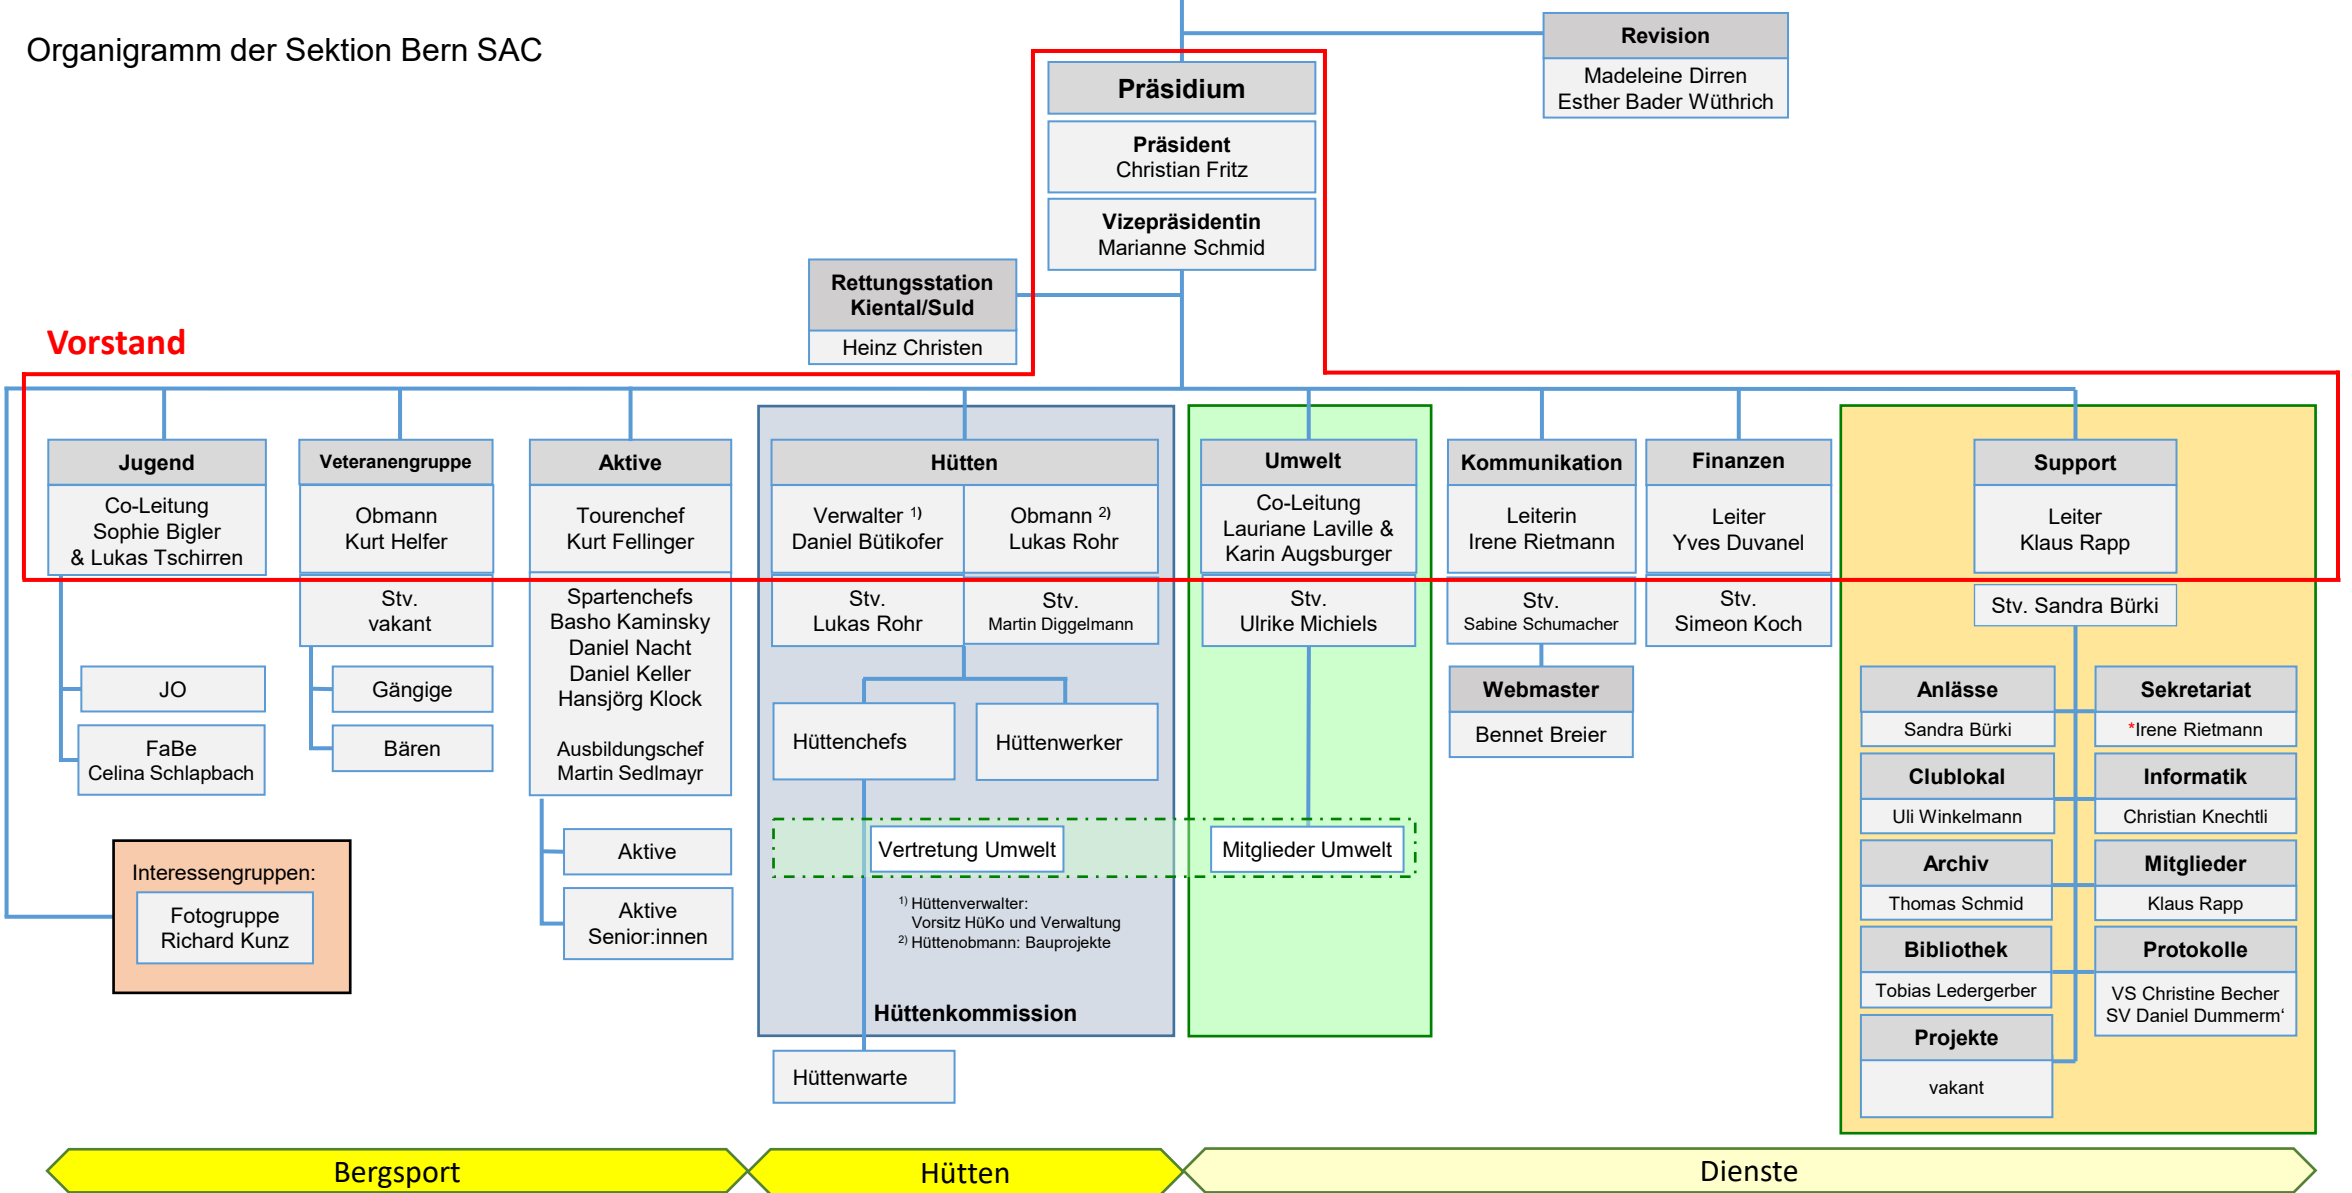 Organigramm der Sektion Bern SAC
Revision
Madeleine Dirren
Esther Bader Wüthrich
Präsidium
Präsident
Christian Fritz
Vizepräsidentin
Marianne Schmid
Rettungsstation
Kiental/Suld
Heinz Christen
Vorstand
Jugend
Co-Leitung
Sophie Bigler
& Lukas Tschirren
JO
FaBe
Celina Schlapbach
Veteranengruppe
Obmann
Kurt Helfer
Stv.
vakant
Gängige
Bären
Aktive
Tourenchef
Kurt Fellinger
Spartenchefs
Basho Kaminsky
Daniel Nacht
Daniel Keller
Hansjörg Klock
Ausbildungschef
Martin Sedlmayr
Aktive
Aktive
Senior:innen
Interessengruppen:
Fotogruppe
Richard Kunz
Hütten
Verwalter 1)
Daniel Bütikofer
Obmann 2)
Lukas Rohr
Stv.
Lukas Rohr
Stv.
Martin Diggelmann
Hüttenchefs
Hüttenwerker
Vertretung Umwelt
1) Hüttenverwalter:
Vorsitz HüKo und Verwaltung
2) Hüttenobmann: Bauprojekte
Hüttenkommission
Hüttenwarte
Umwelt
Co-Leitung
Lauriane Laville &
Karin Augsburger
Stv.
Ulrike Michiels
Mitglieder Umwelt
Kommunikation
Leiterin
Irene Rietmann
Stv.
Sabine Schumacher
Webmaster
Bennet Breier
Finanzen
Leiter
Yves Duvanel
Stv.
Simeon Koch
Support
Leiter
Klaus Rapp
Stv. Sandra Bürki
Anlässe
Sandra Bürki
Sekretariat
*Irene Rietmann
Clublokal
Uli Winkelmann
Informatik
Christian Knechtli
Archiv
Thomas Schmid
Mitglieder
Klaus Rapp
Bibliothek
Tobias Ledergerber
Protokolle
VS Christine Becher
SV Daniel Dummerm‘
Projekte
vakant
Bergsport
Hütten
Dienste